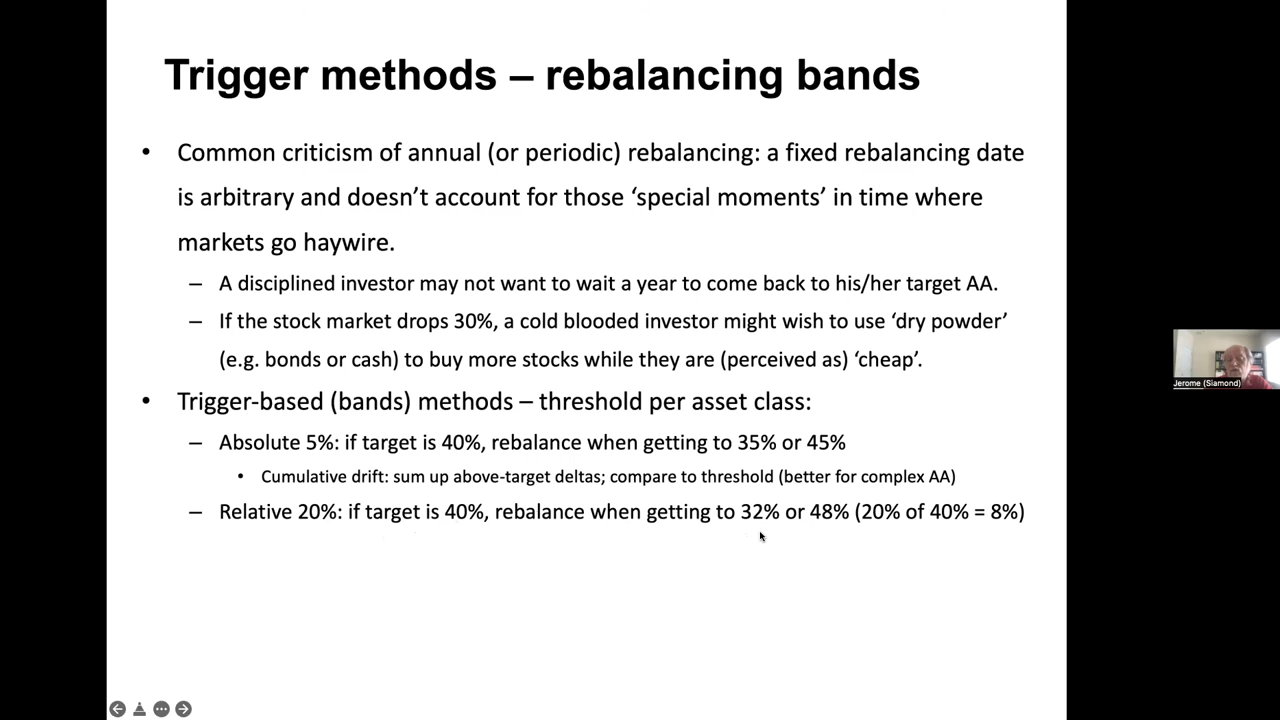 Trigger methods – rebalancing bands
• Common criticism of annual (or periodic) rebalancing: a fixed rebalancing date
is arbitrary and doesn’t account for those ‘special moments’ in time where
markets go haywire.
– A disciplined investor may not want to wait a year to come back to his/her target AA.
– If the stock market drops 30%, a cold blooded investor might wish to use ‘dry powder’
(e.g. bonds or cash) to buy more stocks while they are (perceived as) ‘cheap’.
• Trigger-based (bands) methods – threshold per asset class:
– Absolute 5%: if target is 40%, rebalance when getting to 35% or 45%
• Cumulative drift: sum up above-target deltas; compare to threshold (better for complex AA)
– Relative 20%: if target is 40%, rebalance when getting to 32% or 48% (20% of 40% = 8%)
Jerome (Siamond)